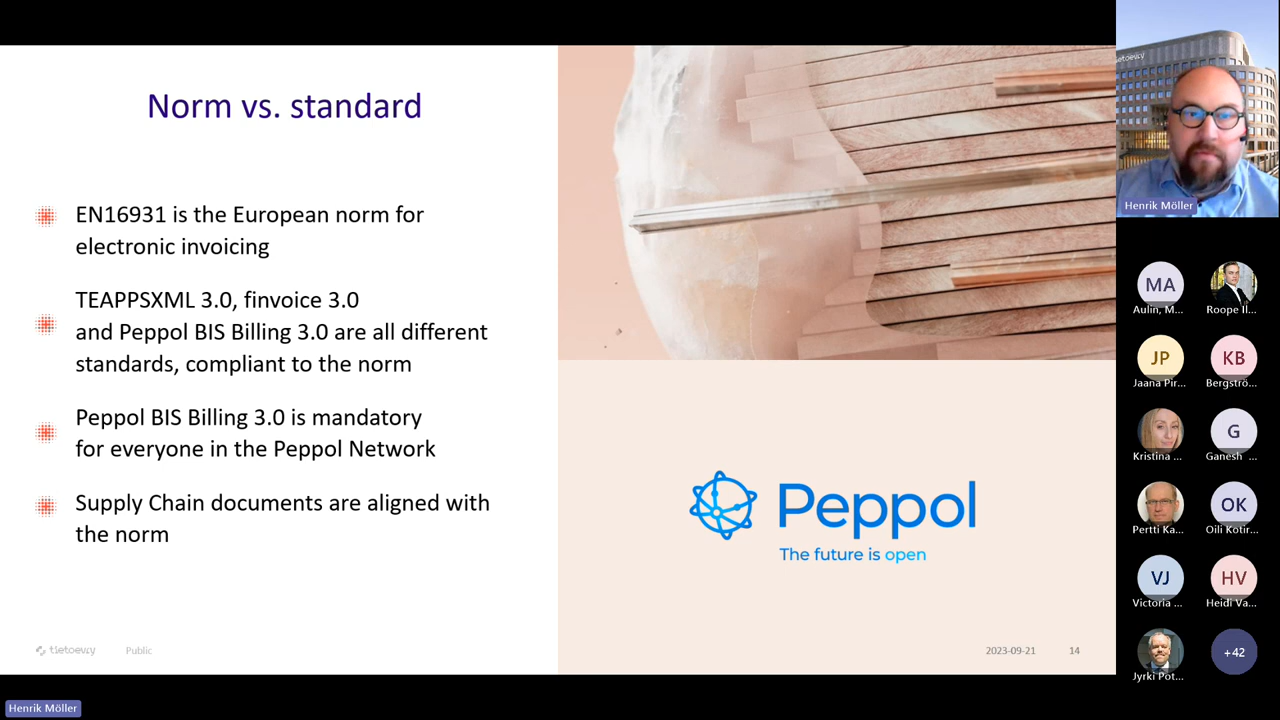 Norm vs. standard
EN16931 is the European norm for
electronic invoicing
TEAPPSXML 3.0, finvoice 3.0
and Peppol BIS Billing 3.0 are all different
standards, compliant to the norm
Peppol BIS Billing 3.0 is mandatory
for everyone in the Peppol Network
Supply Chain documents are aligned with
the norm
Peppol
The future is open
tietoevry
Public
2023-09-21
14
Henrik Möller
tietoevry
Henrik Möller
MA
Aulin, M...
Roope Il...
JP
Jaana Pir...
KB
Bergströ...
Kristina ...
G
Ganesh ...
Pertti Ka...
OK
Oili Kotir...
VJ
Victoria ...
HV
Heidi Va...
Jyrki Pöt...
+42